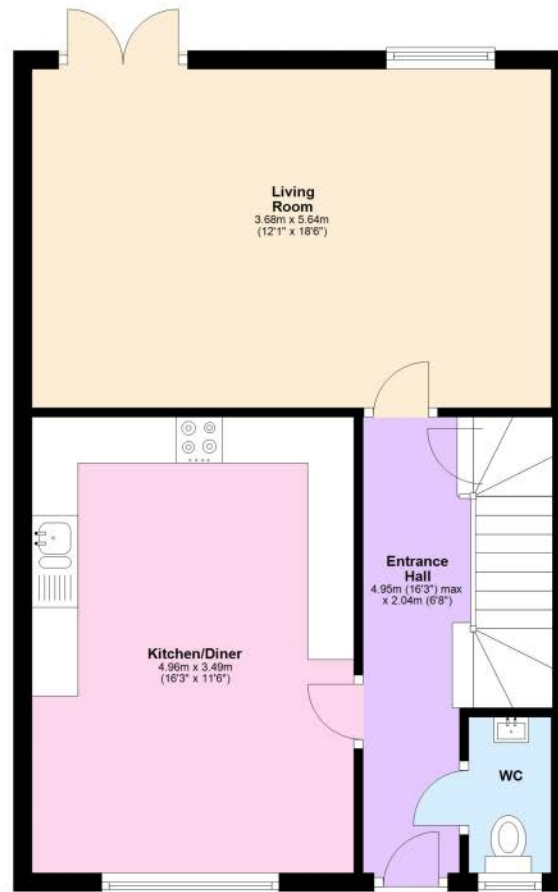 Living
Room
3.68m x 5.64m
(12'1" x 18'6")
Entrance
Hall
4.95m (16'3") max
x 2.04m (6'8")
Kitchen/Diner
4.96m x 3.49m
(16'3" x 11'6")
WC